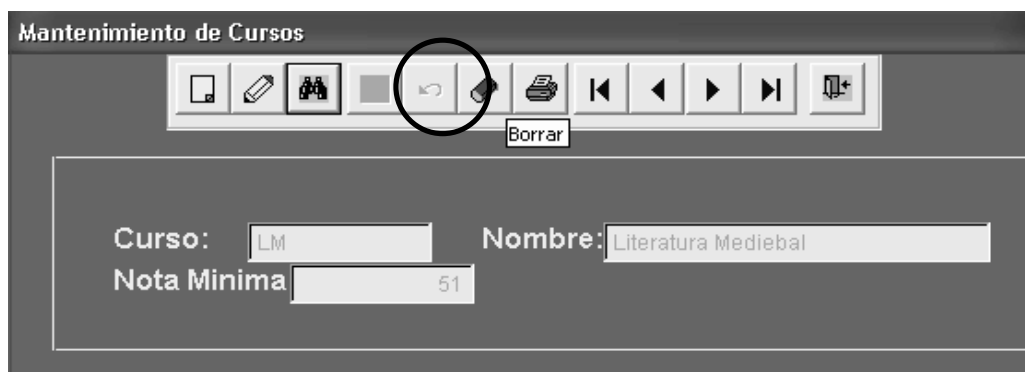 Mantenimiento de Cursos
Borrar
Curso: LM Nombre: Literatura Mediebal
Nota Minima 51